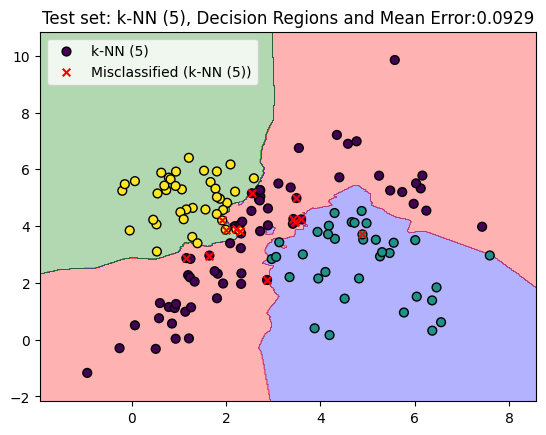 Test set: k-NN (5), Decision Regions and Mean Error:0.0929
k-NN (5)
Misclassified (k-NN (5))
10
8
6
4
2
0
−2
0 2 4 6 8